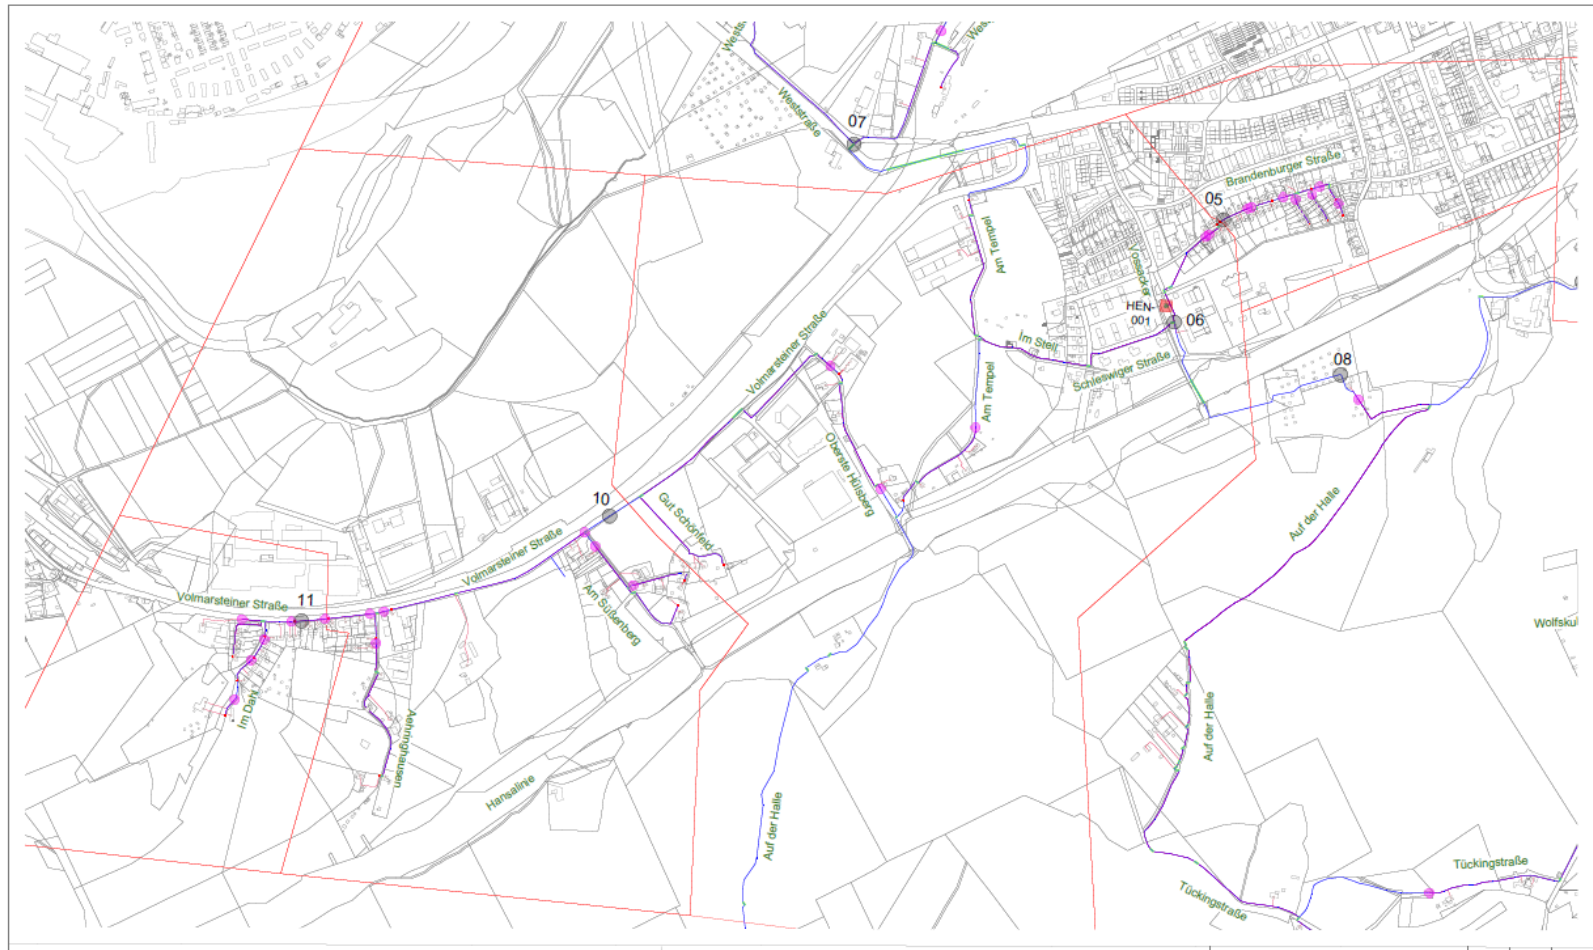 Weststraße
07
Brandenburger Straße
05
Am Tempel
Vossacker
HEN-
001
06
Im Stell
Schleswiger Straße
08
Volmarsteiner Straße
Am Tempel
Oberste Hülsberg
10
Gut Schönfeld
Auf der Halle
Volmarsteiner Straße
Volmarsteiner Straße
11
Am Süßenberg
Wolfsku
Im Dahl
Aehringhausen
Auf der Halle
Hansalinie
Auf der Halle
Tückingstraße
Tückingstraße